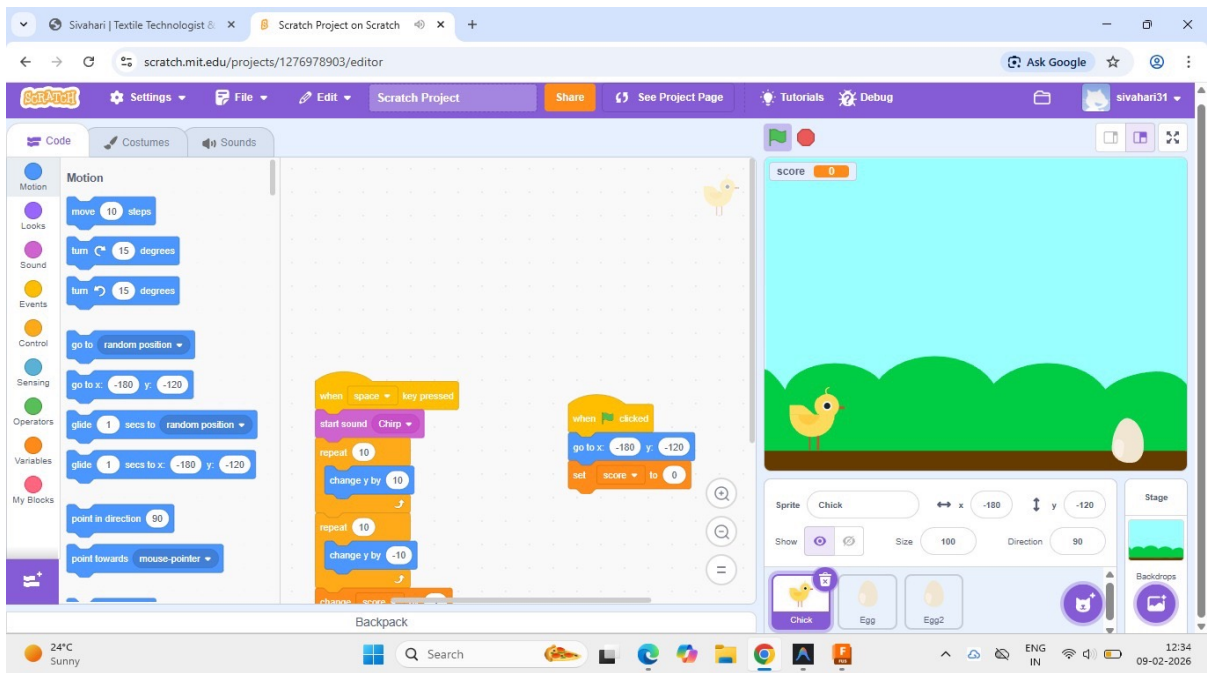 Sivahari | Textile Technologist &
Scratch Project on Scratch
scratch.mit.edu/projects/1276978903/editor
Ask Google
SCRATCH
Settings
File
Edit
Scratch Project
Share
See Project Page
Tutorials
Debug
sivahari31
Code
Costumes
Sounds
Motion
Looks
Sound
Events
Control
Sensing
Operators
Variables
My Blocks
Motion
move 10 steps
turn 15 degrees
turn 15 degrees
go to random position
go to x: -180 y: -120
glide 1 secs to random position
glide 1 secs to x: -180 y: -120
point in direction 90
point towards mouse-pointer
when space key pressed
start sound Chirp
repeat 10
change y by 10
repeat 10
change y by -10
change score
when clicked
go to x: -180 y: -120
set score to 0
Backpack
score 0
Sprite Chick x -180 y -120
Show Size 100 Direction 90
Chick
Egg
Egg2
Stage
Backdrops
24°C
Sunny
Search
ENG
IN
12:34
09-02-2026